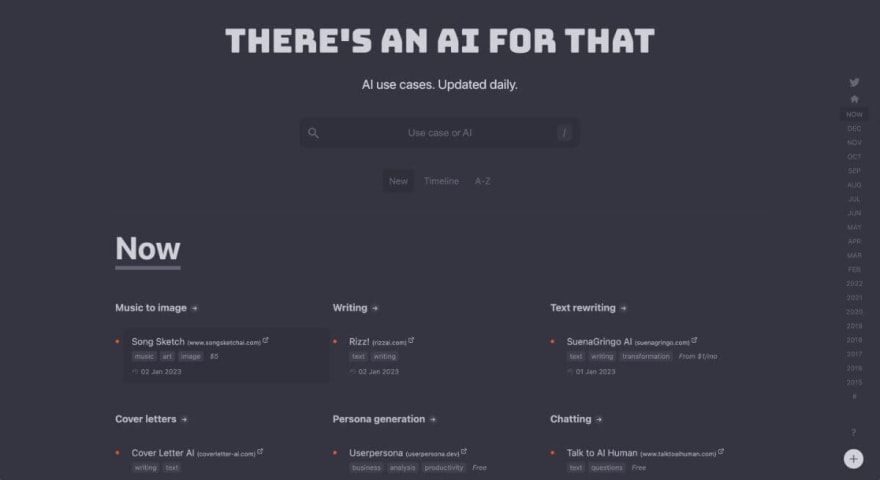 THERE'S AN AI FOR THAT
AI use cases. Updated daily.
Use case or AI /
New Timeline A-Z
Now
Music to image →
Song Sketch (www.songsketchai.com)
music art image $5
02 Jan 2023
Writing →
Rizz! (rizzai.com)
text writing
02 Jan 2023
Text rewriting →
SuenaGringo AI (suenagringo.com)
text writing transformation From $1/mo
01 Jan 2023
Cover letters →
Cover Letter AI (coverletter-ai.com)
writing text
Persona generation →
Userpersona (userpersona.dev)
business analysis productivity Free
Chatting →
Talk to AI Human (www.talktoaihuman.com)
text questions Free
NOW
DEC
NOV
OCT
SEP
AUG
JUL
JUN
MAY
APR
MAR
FEB
2022
2021
2020
2019
2018
2017
2016
2015
#
?
+